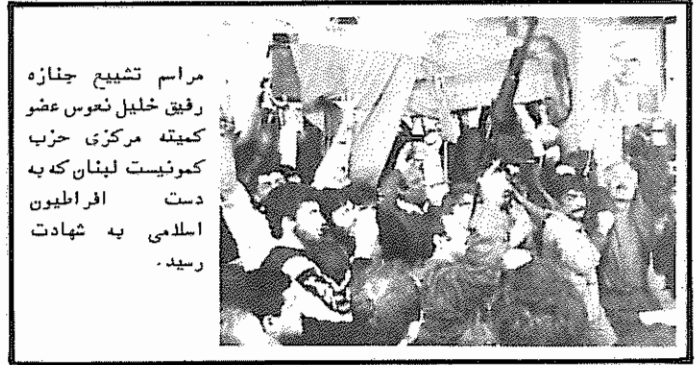 مراسم تشییع جنازه
رفیق خلیل نعوس عضو
کمیته مرکزی حزب
کمونیست لبنان که به
دست افراطیون
اسلامی به شهادت
رسید.